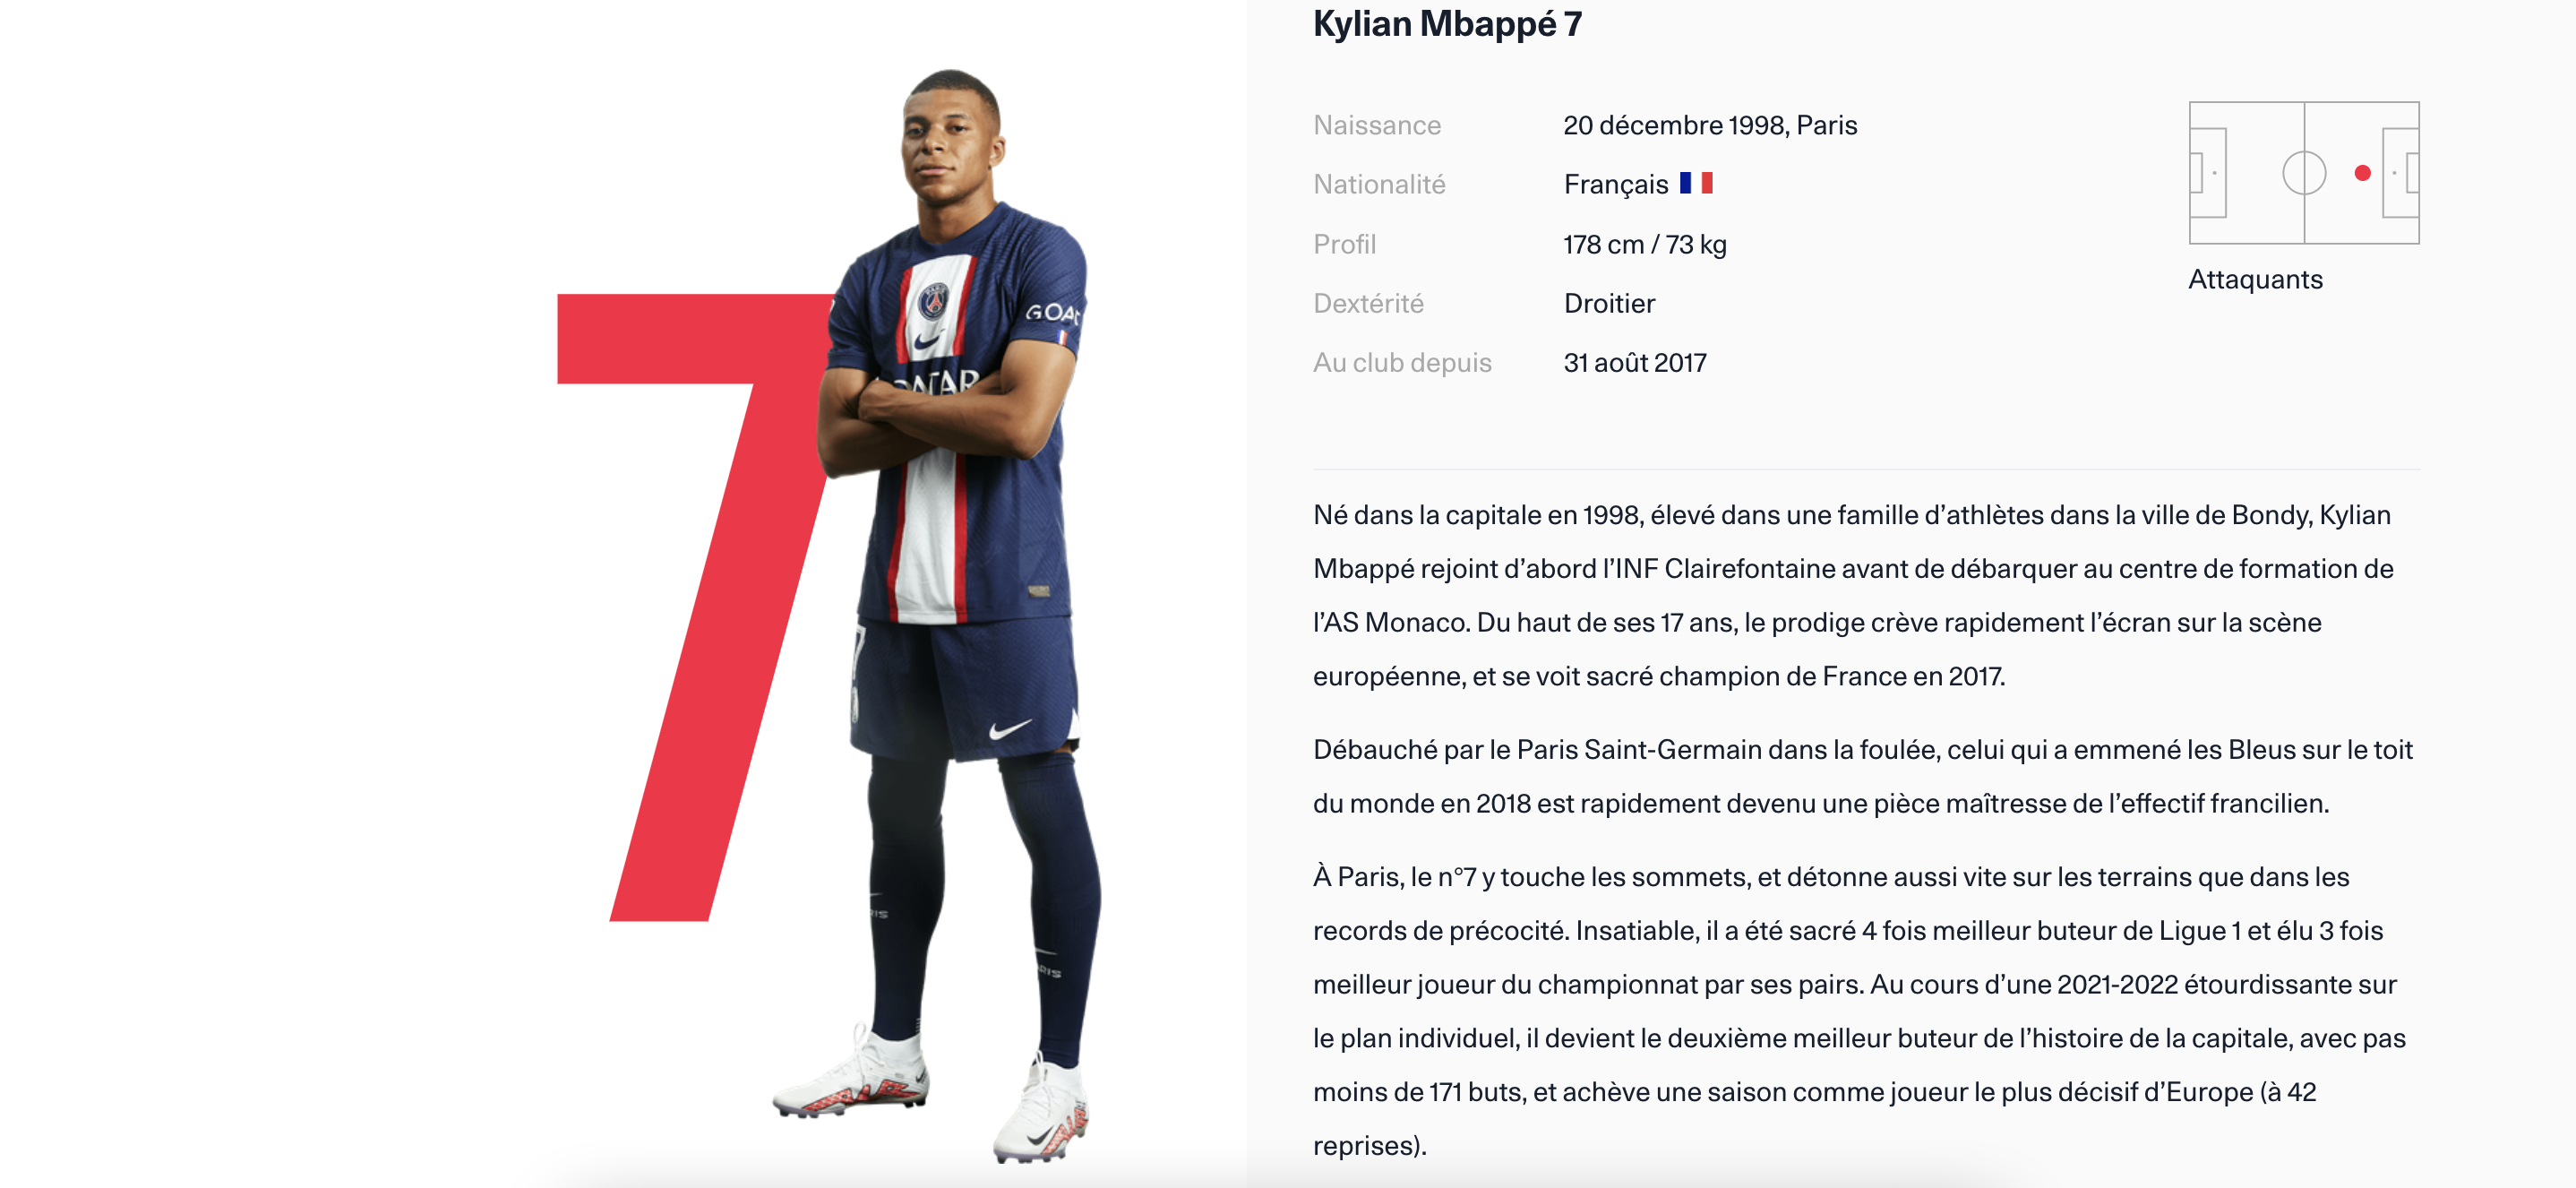 Kylian Mbappé 7
Naissance 20 décembre 1998, Paris
Nationalité Français
Profil 178 cm / 73 kg
Dextérité Droitier
Au club depuis 31 août 2017
Attaquants
7
PARIS
GOA
QATAR
7
RIS
RIS
Né dans la capitale en 1998, élevé dans une famille d’athlètes dans la ville de Bondy, Kylian
Mbappé rejoint d’abord l’INF Clairefontaine avant de débarquer au centre de formation de
l’AS Monaco. Du haut de ses 17 ans, le prodige crève rapidement l’écran sur la scène
européenne, et se voit sacré champion de France en 2017.
Débauché par le Paris Saint-Germain dans la foulée, celui qui a emmené les Bleus sur le toit
du monde en 2018 est rapidement devenu une pièce maîtresse de l’effectif francilien.
À Paris, le n°7 y touche les sommets, et détonne aussi vite sur les terrains que dans les
records de précocité. Insatiable, il a été sacré 4 fois meilleur buteur de Ligue 1 et élu 3 fois
meilleur joueur du championnat par ses pairs. Au cours d’une 2021-2022 étourdissante sur
le plan individuel, il devient le deuxième meilleur buteur de l’histoire de la capitale, avec pas
moins de 171 buts, et achève une saison comme joueur le plus décisif d’Europe (à 42
reprises).